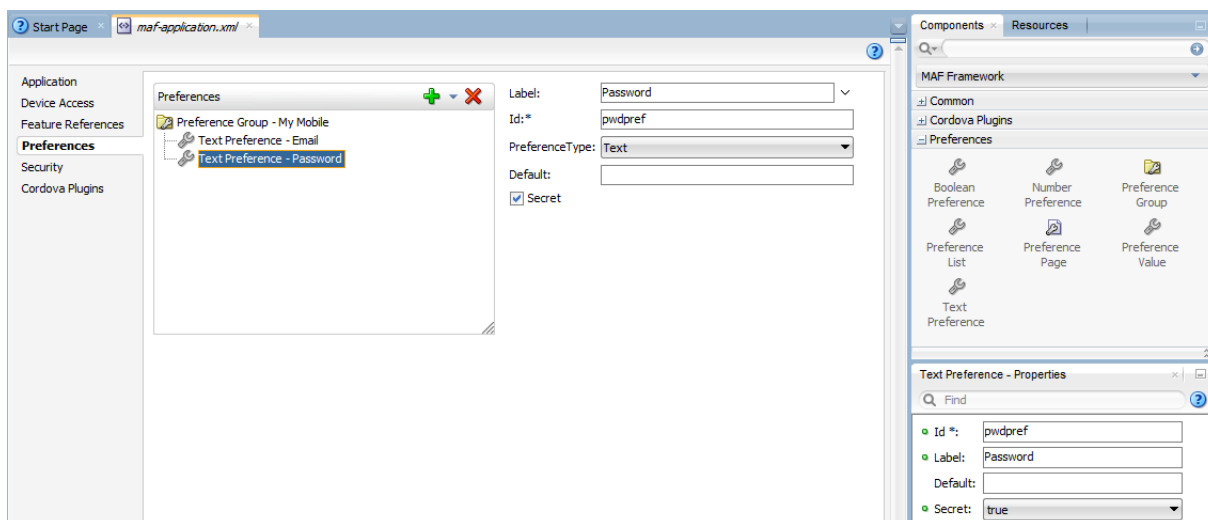 Start Page
maf-application.xml
Application
Device Access
Feature References
Preferences
Security
Cordova Plugins
Preferences
Preference Group - My Mobile
Text Preference - Email
Text Preference - Password
Label: Password
Id:* pwdpref
PreferenceType: Text
Default:
Secret
Components
Resources
MAF Framework
Common
Cordova Plugins
Preferences
Boolean Preference
Number Preference
Preference Group
Preference List
Preference Page
Preference Value
Text Preference
Text Preference - Properties
Find
Id *: pwdpref
Label: Password
Default:
Secret: true